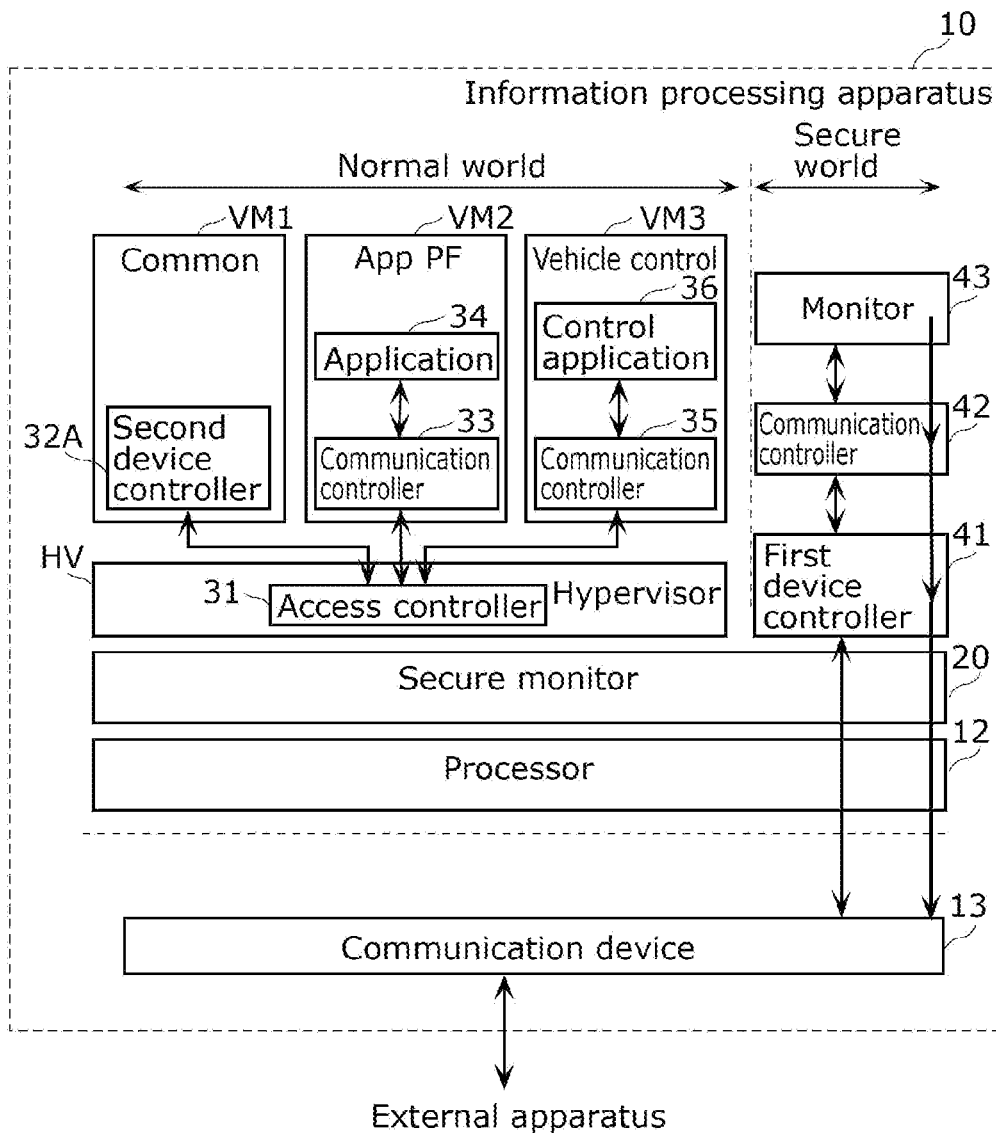 10
Information processing apparatus
Normal world
Secure
world
VM1
VM2
VM3
Common
App PF
Vehicle control
43
Monitor
34
Application
36
Control
application
32A
Second
device
controller
33
Communication
controller
35
Communication
controller
42
Communication
controller
41
First
device
controller
HV
31
Access controller
Hypervisor
20
Secure monitor
12
Processor
13
Communication device
External apparatus